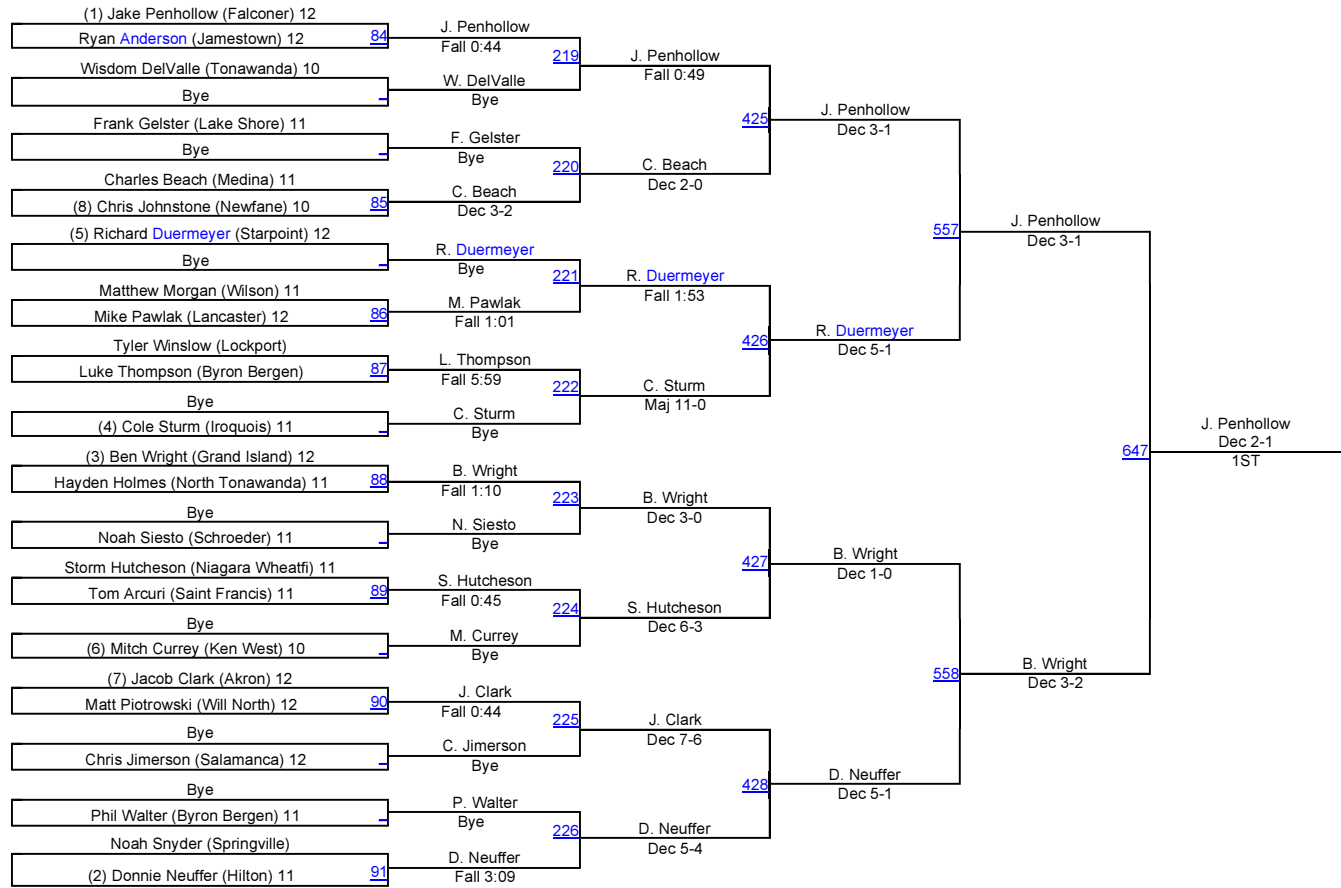 (1) Jake Penhollow (Falconer) 12
Ryan Anderson (Jamestown) 12
84
Wisdom DelValle (Tonawanda) 10
Bye
Frank Gelster (Lake Shore) 11
Bye
Charles Beach (Medina) 11
(8) Chris Johnstone (Newfane) 10
85
(5) Richard Duermeyer (Starpoint) 12
Bye
Matthew Morgan (Wilson) 11
Mike Pawlak (Lancaster) 12
86
Tyler Winslow (Lockport)
Luke Thompson (Byron Bergen)
87
Bye
(4) Cole Sturm (Iroquois) 11
(3) Ben Wright (Grand Island) 12
Hayden Holmes (North Tonawanda) 11
88
Bye
Noah Siesto (Schroeder) 11
Storm Hutcheson (Niagara Wheatfi) 11
Tom Arcuri (Saint Francis) 11
89
Bye
(6) Mitch Currey (Ken West) 10
(7) Jacob Clark (Akron) 12
Matt Piotrowski (Will North) 12
90
Bye
Chris Jimerson (Salamanca) 12
Bye
Phil Walter (Byron Bergen) 11
Noah Snyder (Springville)
(2) Donnie Neuffer (Hilton) 11
91
J. Penhollow
Fall 0:44
219
W. DelValle
Bye
F. Gelster
Bye
220
C. Beach
Dec 3-2
R. Duermeyer
Bye
221
M. Pawlak
Fall 1:01
L. Thompson
Fall 5:59
222
C. Sturm
Bye
B. Wright
Fall 1:10
223
N. Siesto
Bye
S. Hutcheson
Fall 0:45
224
M. Currey
Bye
J. Clark
Fall 0:44
225
C. Jimerson
Bye
P. Walter
Bye
226
D. Neuffer
Fall 3:09
J. Penhollow
Fall 0:49
425
C. Beach
Dec 2-0
R. Duermeyer
Fall 1:53
426
C. Sturm
Maj 11-0
B. Wright
Dec 3-0
427
S. Hutcheson
Dec 6-3
J. Clark
Dec 7-6
428
D. Neuffer
Dec 5-4
J. Penhollow
Dec 3-1
557
R. Duermeyer
Dec 5-1
B. Wright
Dec 1-0
558
D. Neuffer
Dec 5-1
J. Penhollow
Dec 3-1
647
B. Wright
Dec 3-2
J. Penhollow
Dec 2-1
1ST